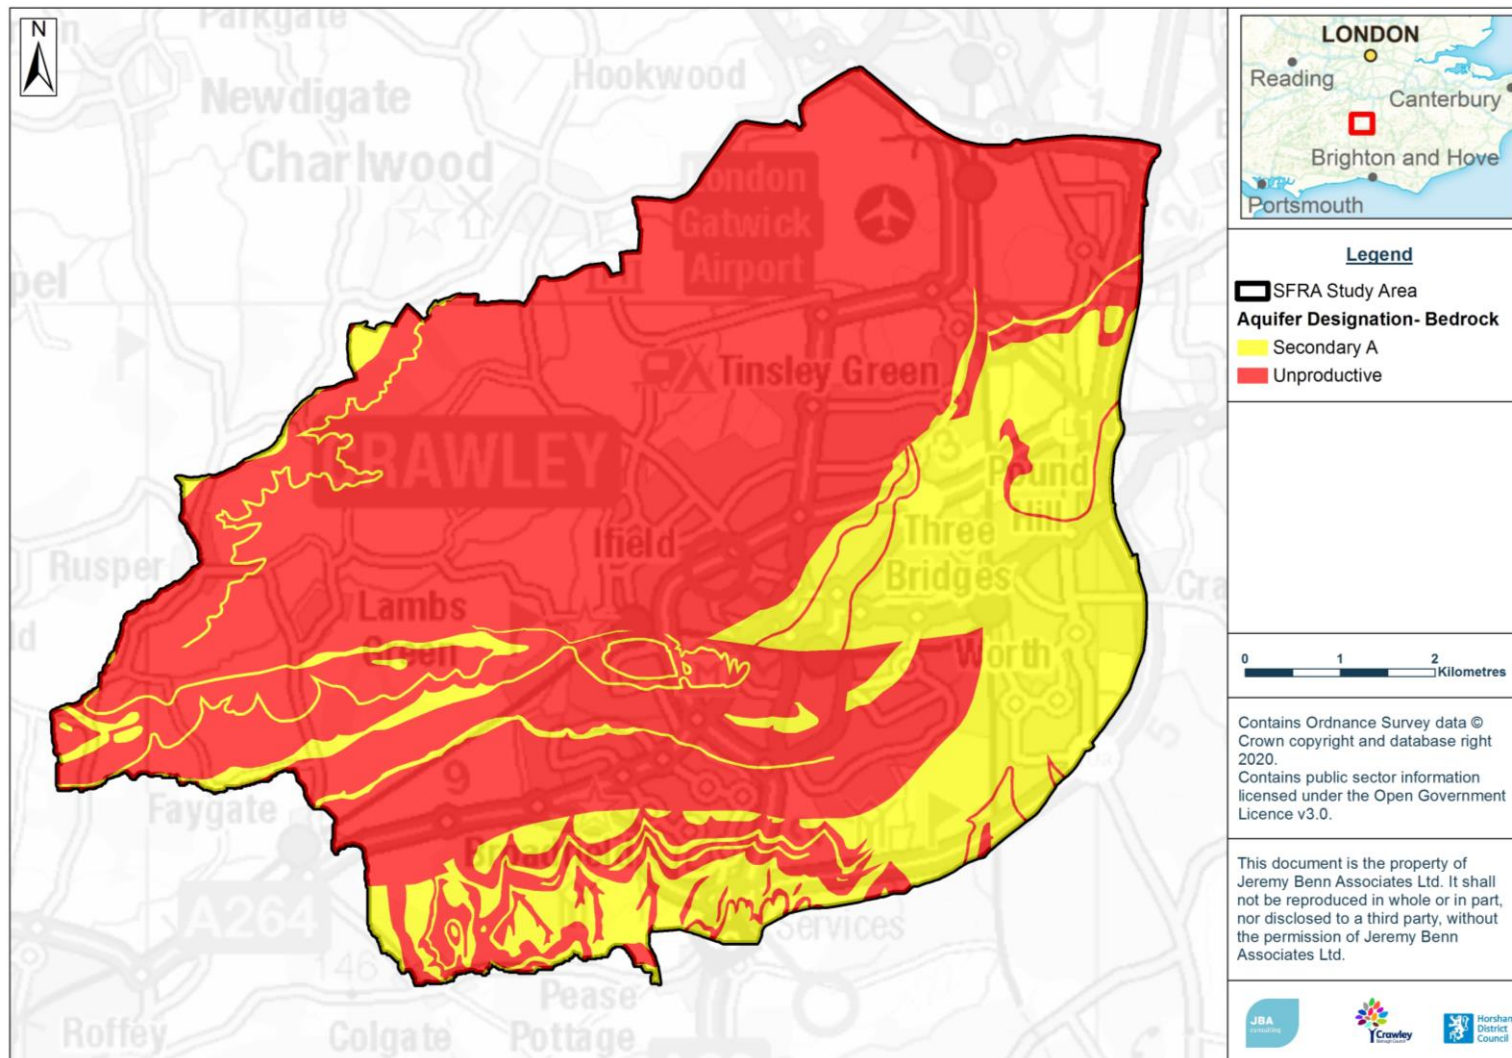 N
Parkgate
Hookwood
Newdigate
Charlwood
London
Gatwick
Airport
Tinsley Green
CRAWLEY
Pound
Hill
Ifield
Three
Bridges
Rusper
Lambs
Green
Worth
9
Faygate
Broadfield
A264
Services
Pease
Pottage
Roffey
Colgate
LONDON
Reading
Canterbury
Brighton and Hove
Portsmouth
Legend
SFRA Study Area
Aquifer Designation- Bedrock
Secondary A
Unproductive
0 1 2
Kilometres
Contains Ordnance Survey data ©
Crown copyright and database right
2020.
Contains public sector information
licensed under the Open Government
Licence v3.0.
This document is the property of
Jeremy Benn Associates Ltd. It shall
not be reproduced in whole or in part,
nor disclosed to a third party, without
the permission of Jeremy Benn
Associates Ltd.
JBA
consulting
Crawley
Borough Council
Horsham
District
Council